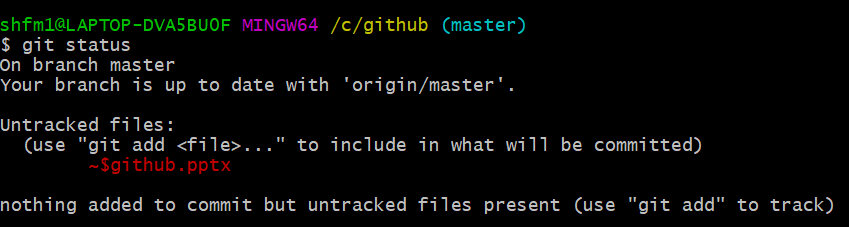 shfm1@LAPTOP-DVA5BU0F MINGW64 /c/github (master)
$ git status
On branch master
Your branch is up to date with 'origin/master'.
Untracked files:
(use "git add <file>..." to include in what will be committed)
~$github.pptx
nothing added to commit but untracked files present (use "git add" to track)